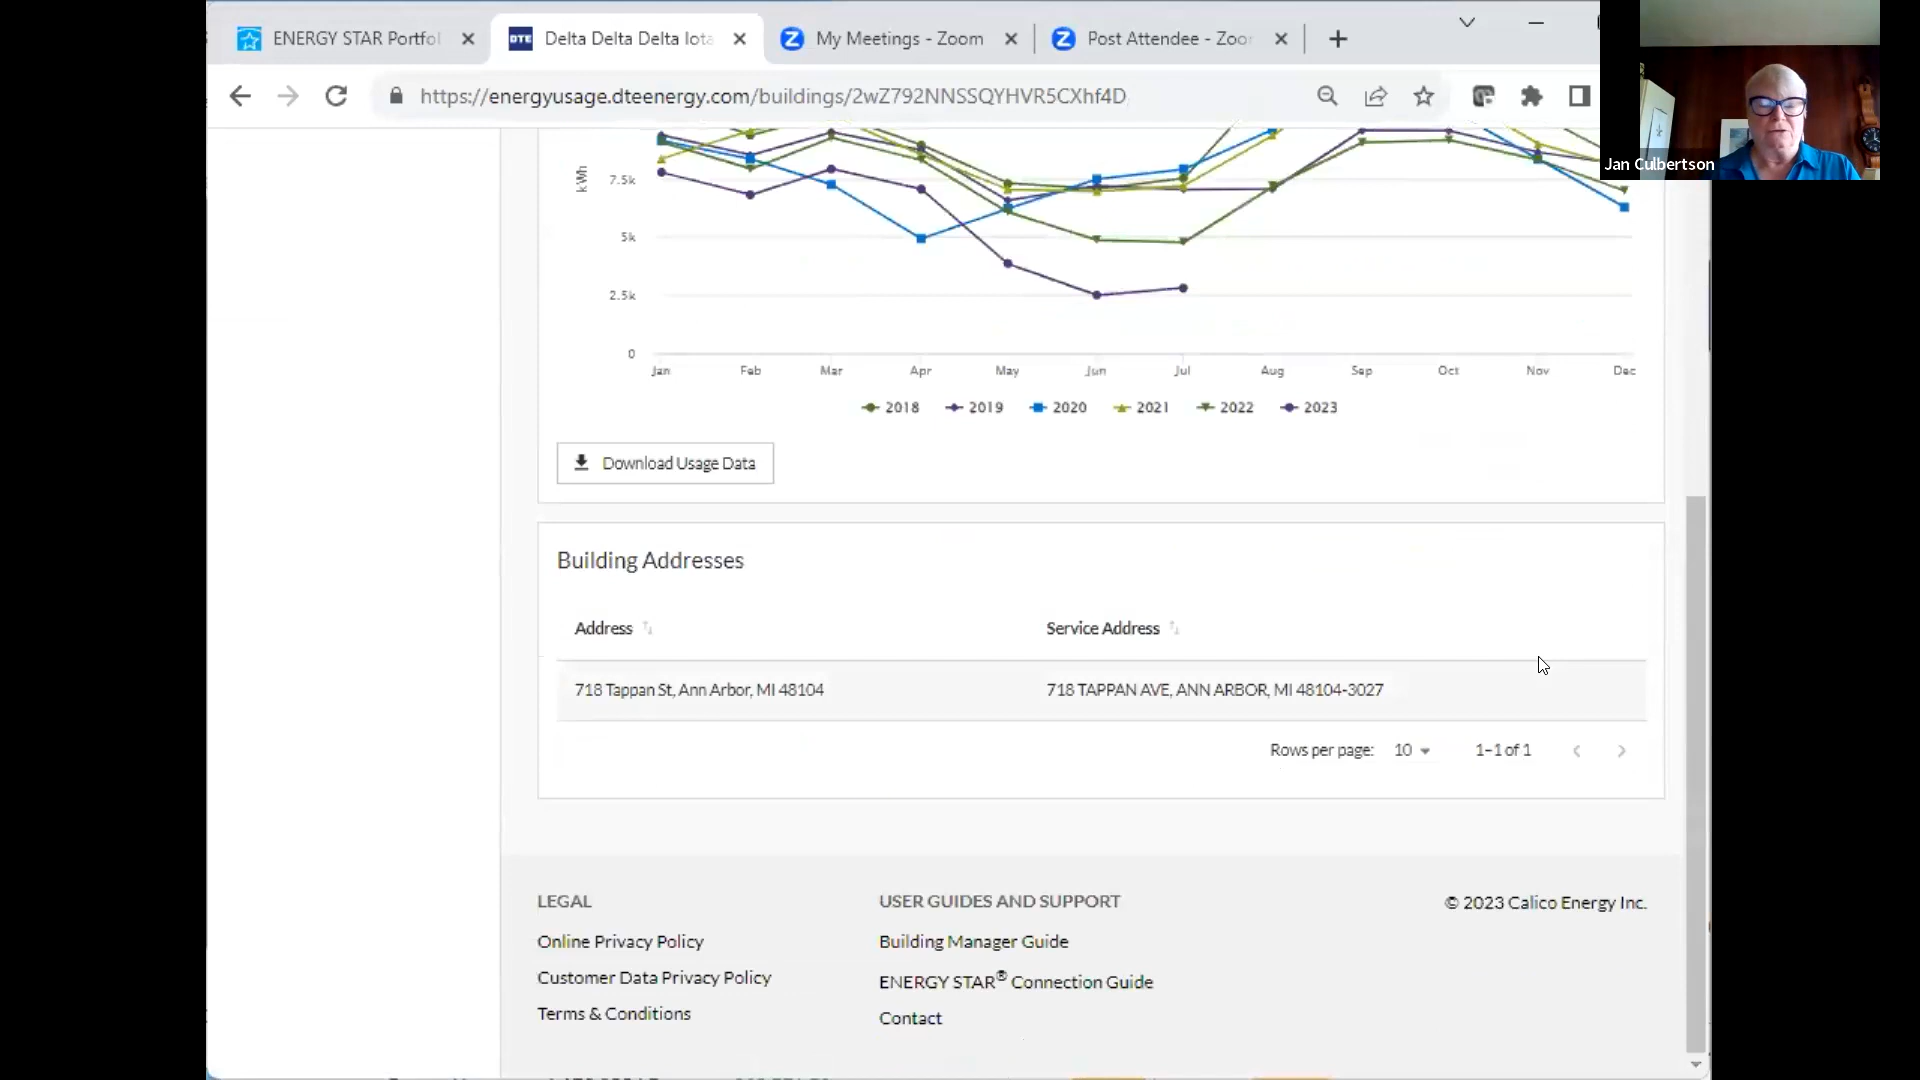 ENERGY STAR Portfol
DTE
Delta Delta Delta Iota
My Meetings - Zoom
Post Attendee - Zoo
https://energyusage.dteenergy.com/buildings/2wZ792NNSSQYHVR5CXhf4D
Jan Culbertson
kWh
7.5k
5k
2.5k
0
Jan Feb Mar Apr May Jun Jul Aug Sep Oct Nov Dec
2018 2019 2020 2021 2022 2023
Download Usage Data
Building Addresses
Address Service Address
718 Tappan St, Ann Arbor, MI 48104 718 TAPPAN AVE, ANN ARBOR, MI 48104-3027
Rows per page: 10 1-1 of 1
LEGAL
Online Privacy Policy
Customer Data Privacy Policy
Terms & Conditions
USER GUIDES AND SUPPORT
Building Manager Guide
ENERGY STAR® Connection Guide
Contact
© 2023 Calico Energy Inc.